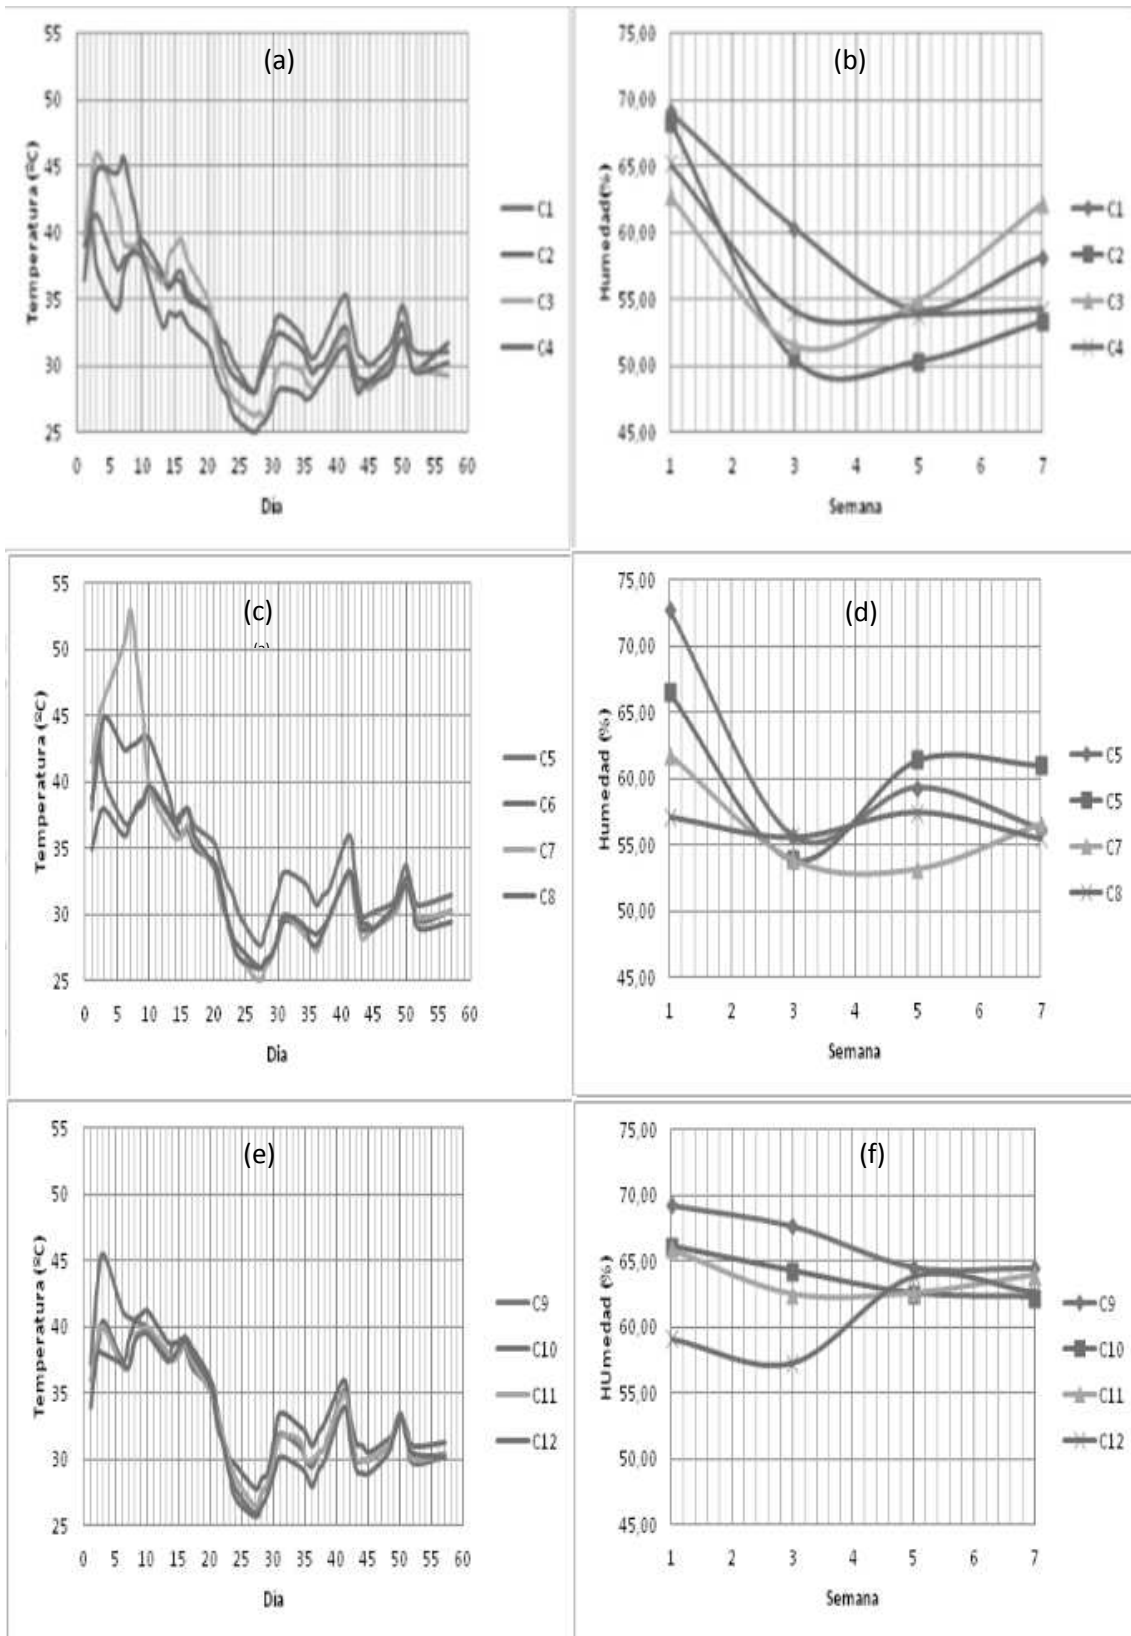 (a)
55
50
45
40
35
30
25
0 5 10 15 20 25 30 35 40 45 50 55 60
Temperatura (ºC)
Dia
C1
C2
C3
C4
(b)
75,00
70,00
65,00
60,00
55,00
50,00
45,00
1 2 3 4 5 6 7
Humedad(%)
Semana
C1
C2
C3
C4
(c)
55
50
45
40
35
30
25
0 5 10 15 20 25 30 35 40 45 50 55 60
Temperatura (ºC)
Dia
C5
C6
C7
C8
(d)
75,00
70,00
65,00
60,00
55,00
50,00
45,00
1 2 3 4 5 6 7
Humedad (%)
Semana
C5
C5
C7
C8
(e)
55
50
45
40
35
30
25
0 5 10 15 20 25 30 35 40 45 50 55 60
Temperatura (ºC)
Dia
C9
C10
C11
C12
(f)
75,00
70,00
65,00
60,00
55,00
50,00
45,00
1 2 3 4 5 6 7
HUmedad (%)
Semana
C9
C10
C11
C12